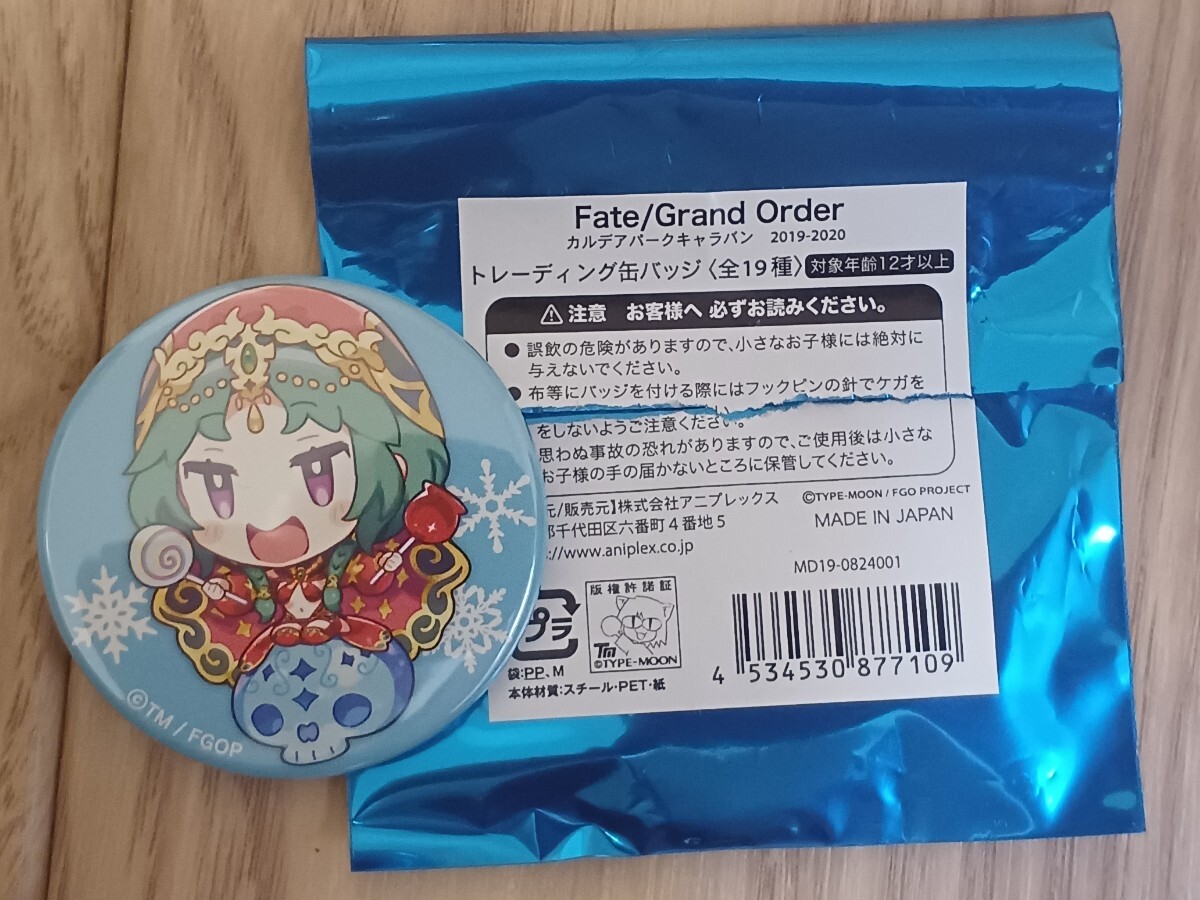 Fate/Grand Order
カルデアパークキャラバン 2019-2020
トレーディング缶バッジ〈全19種〉 対象年齢12才以上
注意 お客様へ 必ずお読みください。
● 誤飲の危険がありますので、小さなお子様には絶対に
与えないでください。
● 布等にバッジを付ける際にはフックピンの針でケガを
をしないようご注意ください。
思わぬ事故の恐れがありますので、ご使用後は小さな
お子様の手の届かないところに保管してください。
元/販売元】株式会社アニプレックス
©TYPE-MOON / FGO PROJECT
都千代田区六番町4番地5
MADE IN JAPAN
://www.aniplex.co.jp
MD19-0824001
プラ
版権許諾証
TM
©TYPE-MOON
袋:PP、M
本体材質:スチール・PET・紙
4 534530 877109
©TM / FGOP